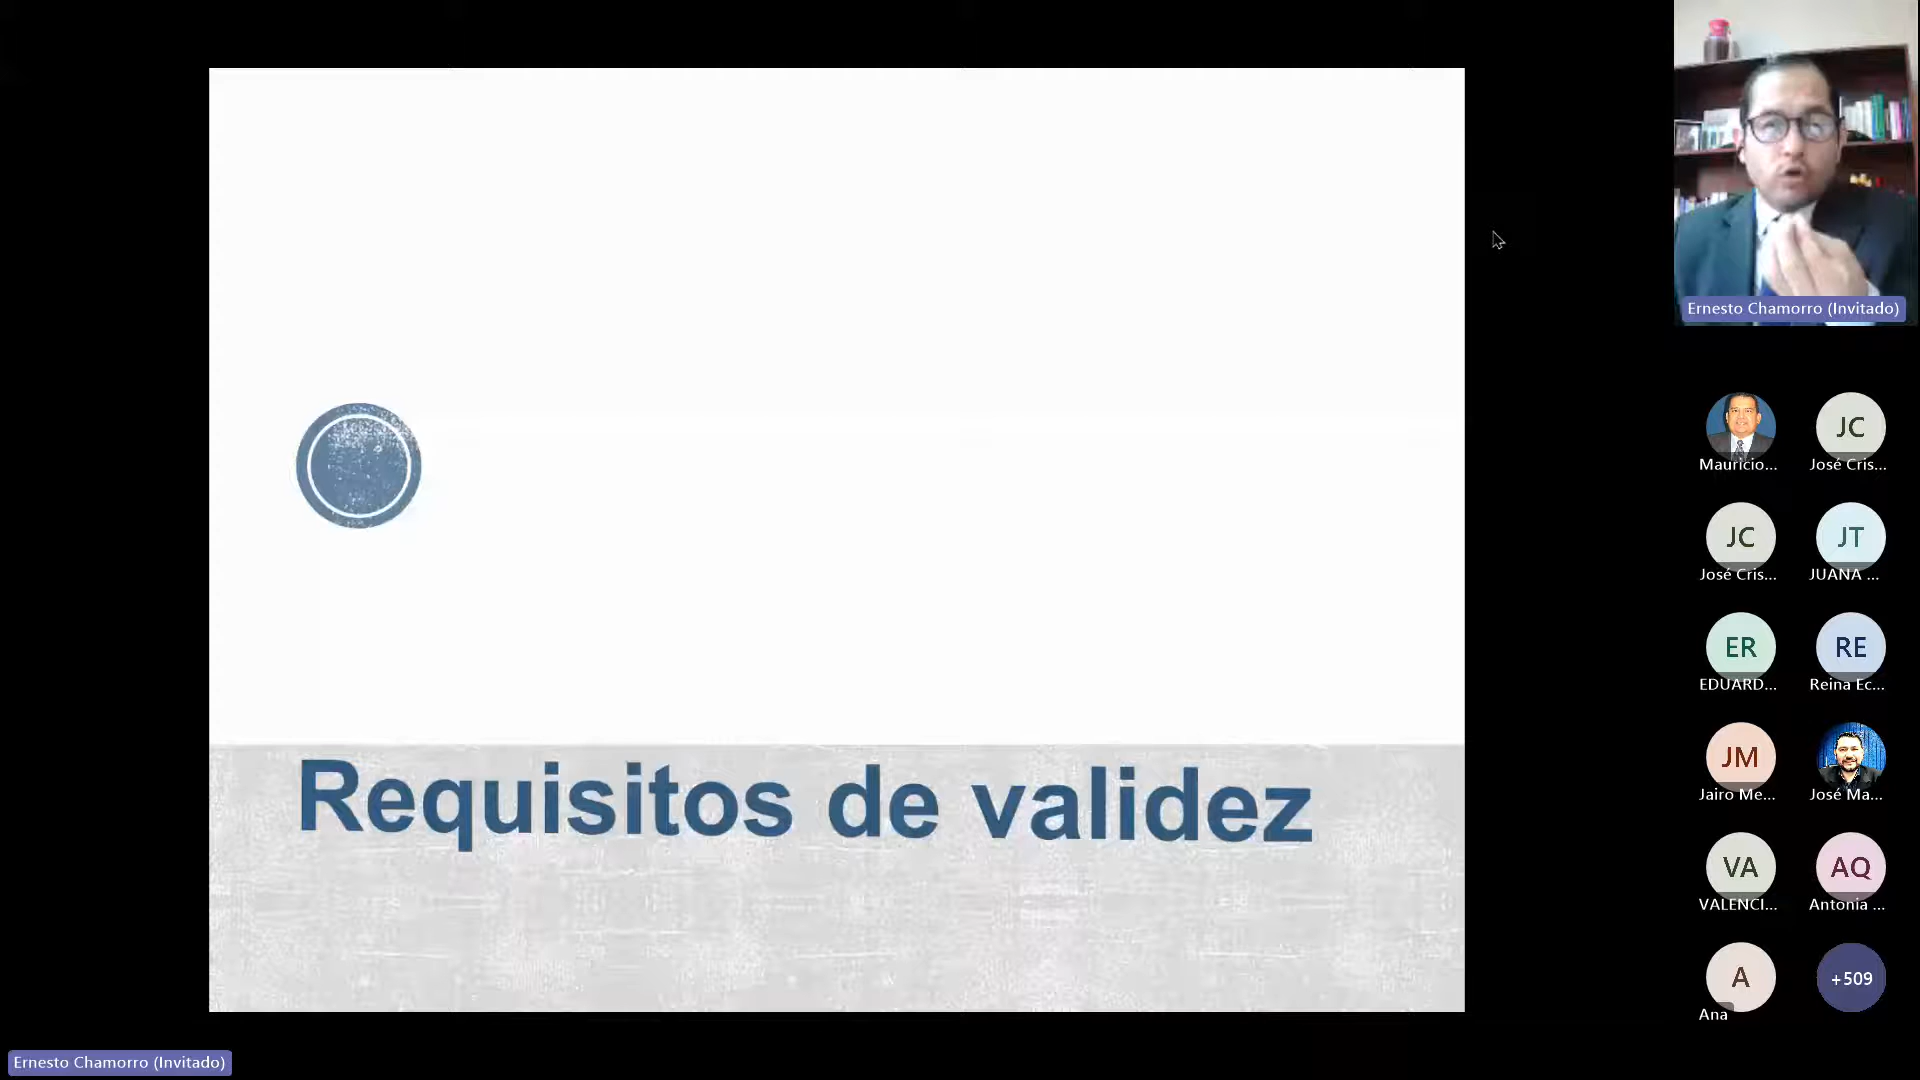 Requisitos de validez
Ernesto Chamorro (Invitado)
Mauricio...
JC
José Cris...
JC
José Cris...
JT
JUANA ...
ER
EDUARD...
RE
Reina Ec...
JM
Jairo Me...
José Ma...
VA
VALENCI...
AQ
Antonia ...
A
Ana
+509
Ernesto Chamorro (Invitado)